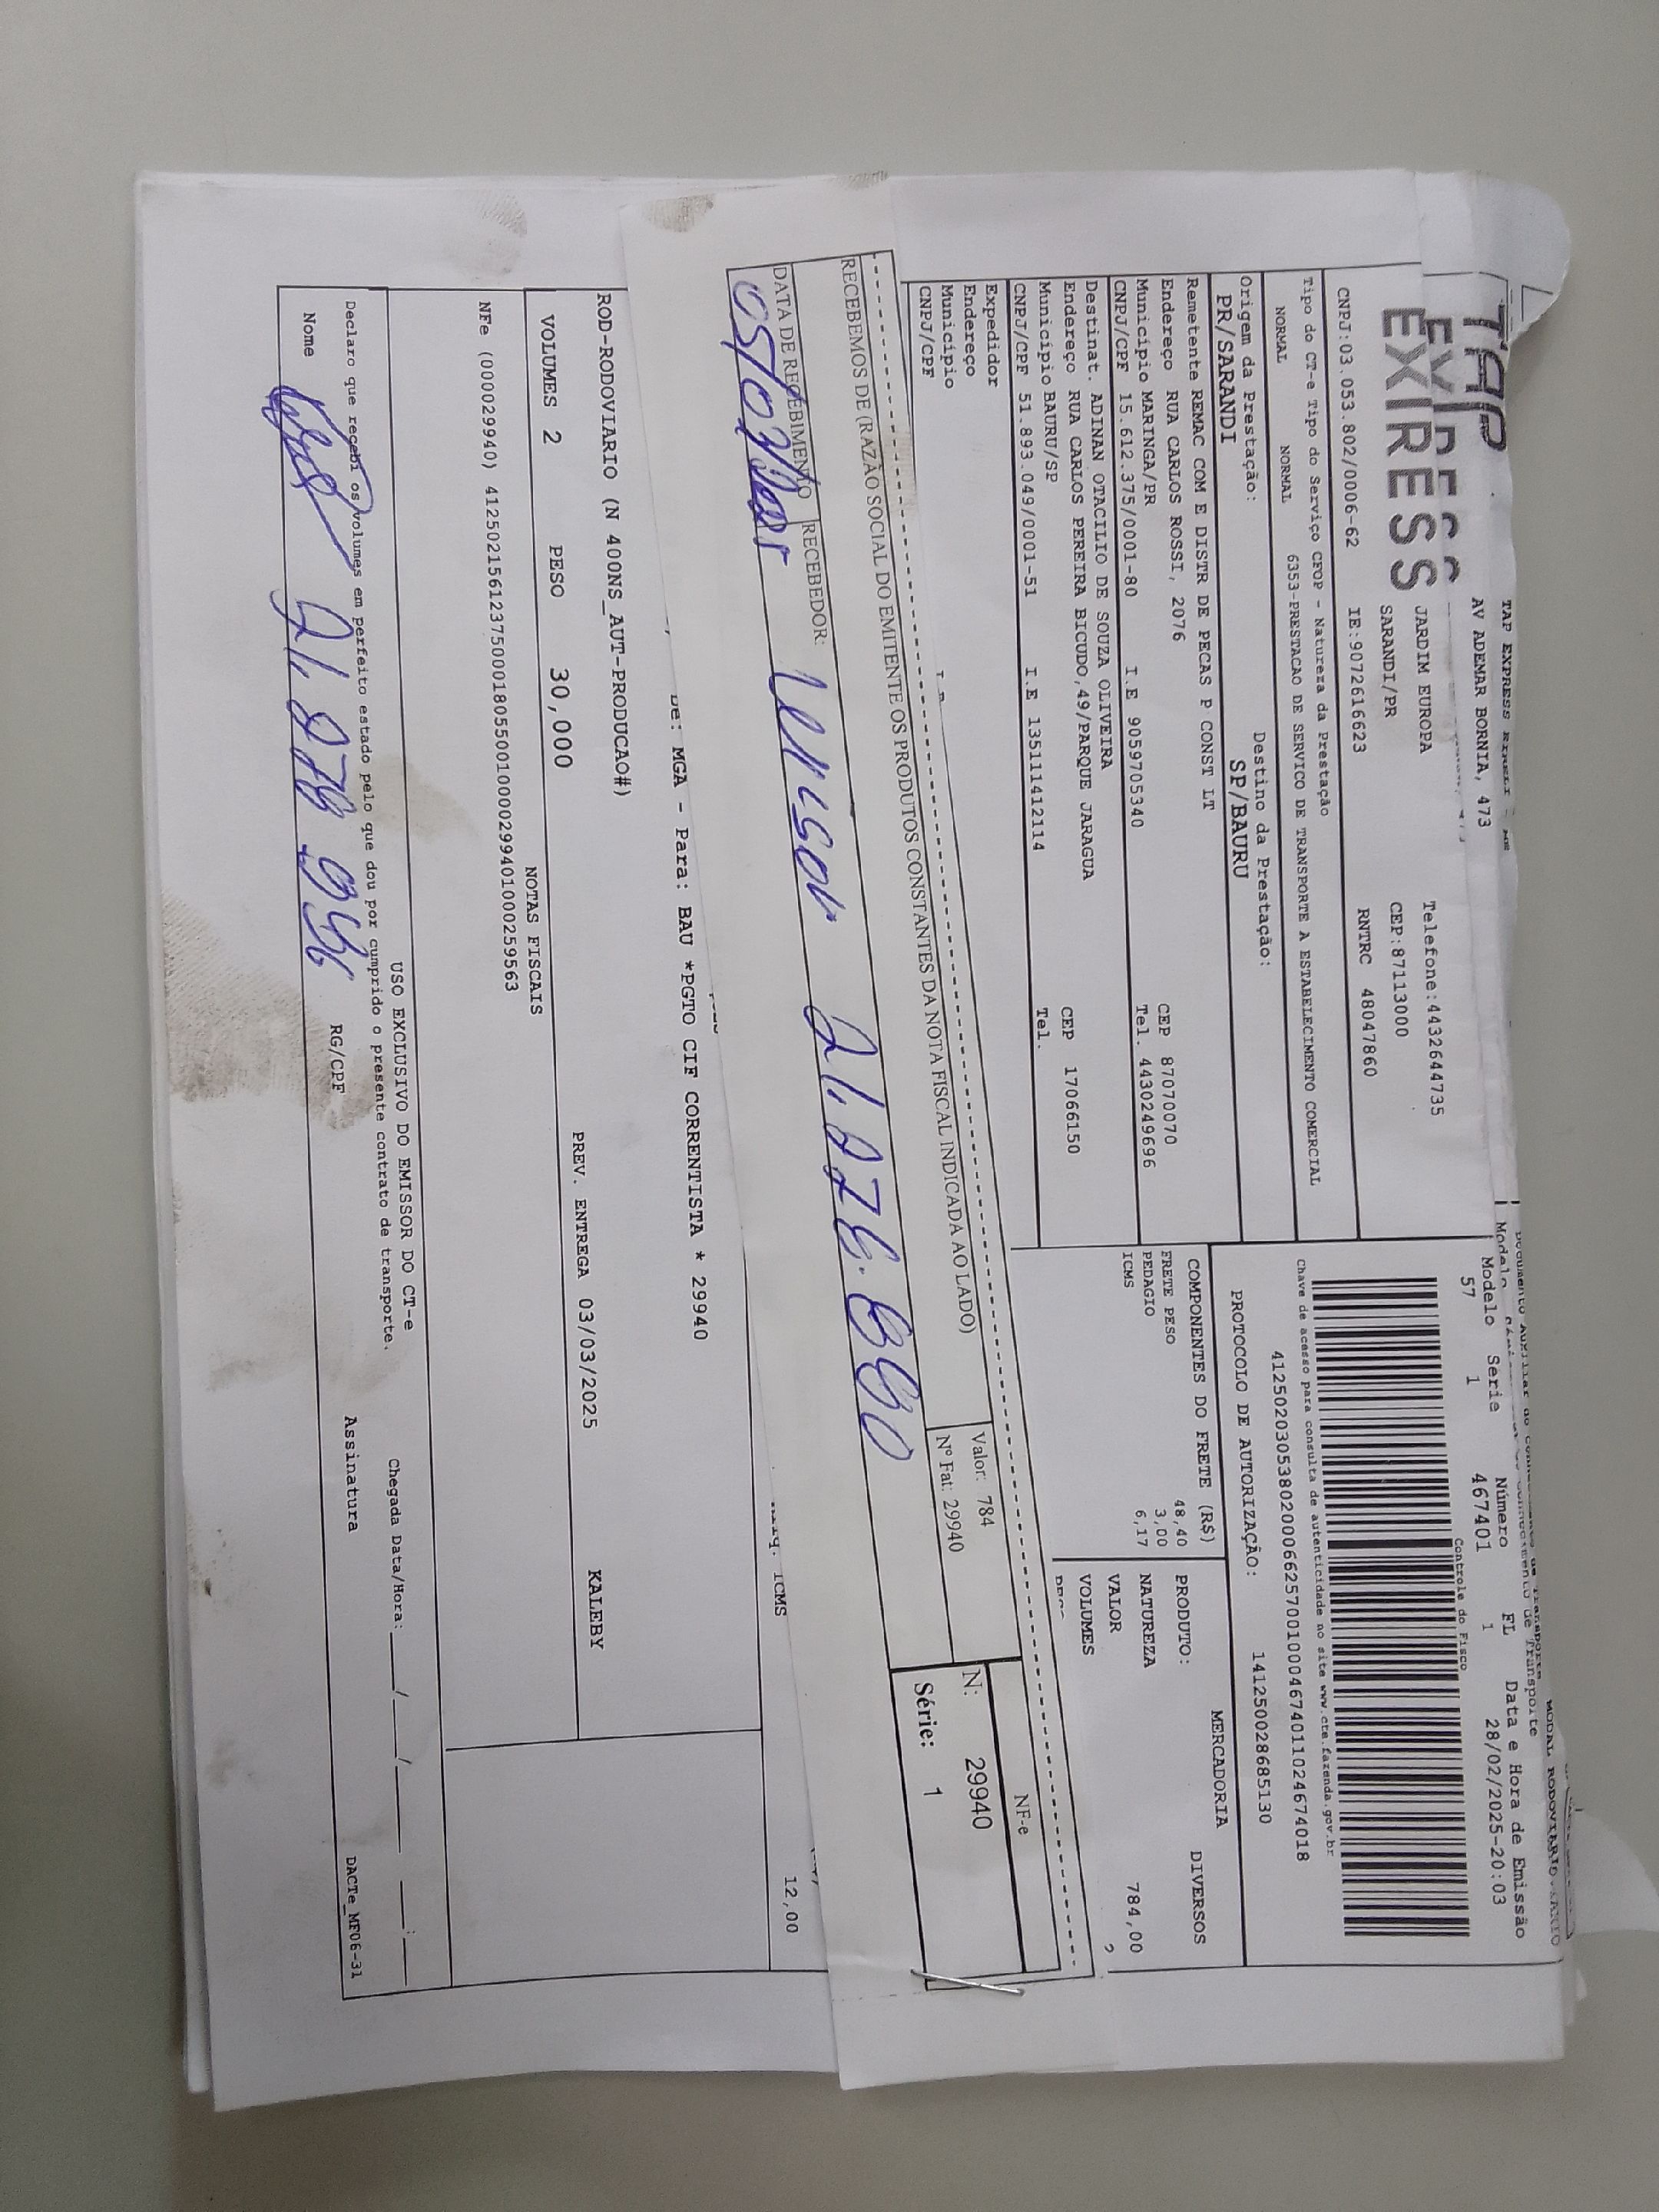 MODAL RODOVIARIO
TAP
TAP EXPRESS
EXIRESS
AV ADEMAR BORNIA, 473
JARDIM EUROPA
Telefone:4432644735
SARANDI/PR
CEP:87113000
CNPJ:03.053.802/0006-62
IE:9072616623
RNTRC 48047860
Modelo Serie Número FL Data e Hora de Emissão
57 1 467401 1 28/02/2025-20:03
Controle do Fisco
Chave de acesso para consulta de autenticidade no site www.cte.fazenda.gov.br
41250203053802000662570010004674011024674018
Tipo do CT-e Tipo do Serviço CFOP - Natureza da Prestação
NORMAL NORMAL 6353-PRESTACAO DE SERVICO DE TRANSPORTE A ESTABELECIMENTO COMERCIAL
PROTOCOLO DE AUTORIZAÇÃO: 141250028685130
Origem da Prestação: Destino da Prestação:
PR/SARANDI SP/BAURU
Remetente REMAC COM E DISTR DE PECAS P CONST LT
Endereço RUA CARLOS ROSSI, 2076 CEP 87070070
Município MARINGA/PR Tel. 4430249696
CNPJ/CPF 15.612.375/0001-80 I.E 9059705340
Destinat. ADINAN OTACILIO DE SOUZA OLIVEIRA
Endereço RUA CARLOS PEREIRA BICUDO,49/PARQUE JARAGUA CEP 17066150
Município BAURU/SP Tel.
CNPJ/CPF 51.893.049/0001-51 I.E 135111412114
Expedidor
Endereço
Município
CNPJ/CPF
COMPONENTES DO FRETE (R$)
FRETE PESO 48,40
PEDAGIO 3,00
ICMS 6,17
MERCADORIA
PRODUTO: DIVERSOS
NATUREZA
VALOR 784,00
VOLUMES
RECEBEMOS DE (RAZÃO SOCIAL DO EMITENTE OS PRODUTOS CONSTANTES DA NOTA FISCAL INDICADA AO LADO)
Valor: 784
Nº Fat: 29940
NF-e
N: 29940
Série: 1
DATA DE RECEBIMENTO RECEBEDOR:
ICMS
12,00
De: MGA - Para: BAU *PGTO CIF CORRENTISTA * 29940
ROD-RODOVIARIO (N 400NS_AUT-PRODUCAO#)
KALEBY
VOLUMES 2 PESO 30,000 PREV. ENTREGA 03/03/2025
NOTAS FISCAIS
NFe (000029940) 41250215612375000180550010000299401000259563
USO EXCLUSIVO DO EMISSOR DO CT-e
Chegada Data/Hora:____/____/____ ____:____
Declaro que recebi os volumes em perfeito estado pelo que dou por cumprido o presente contrato de transporte.
Nome RG/CPF Assinatura
DACTe_MF06-31